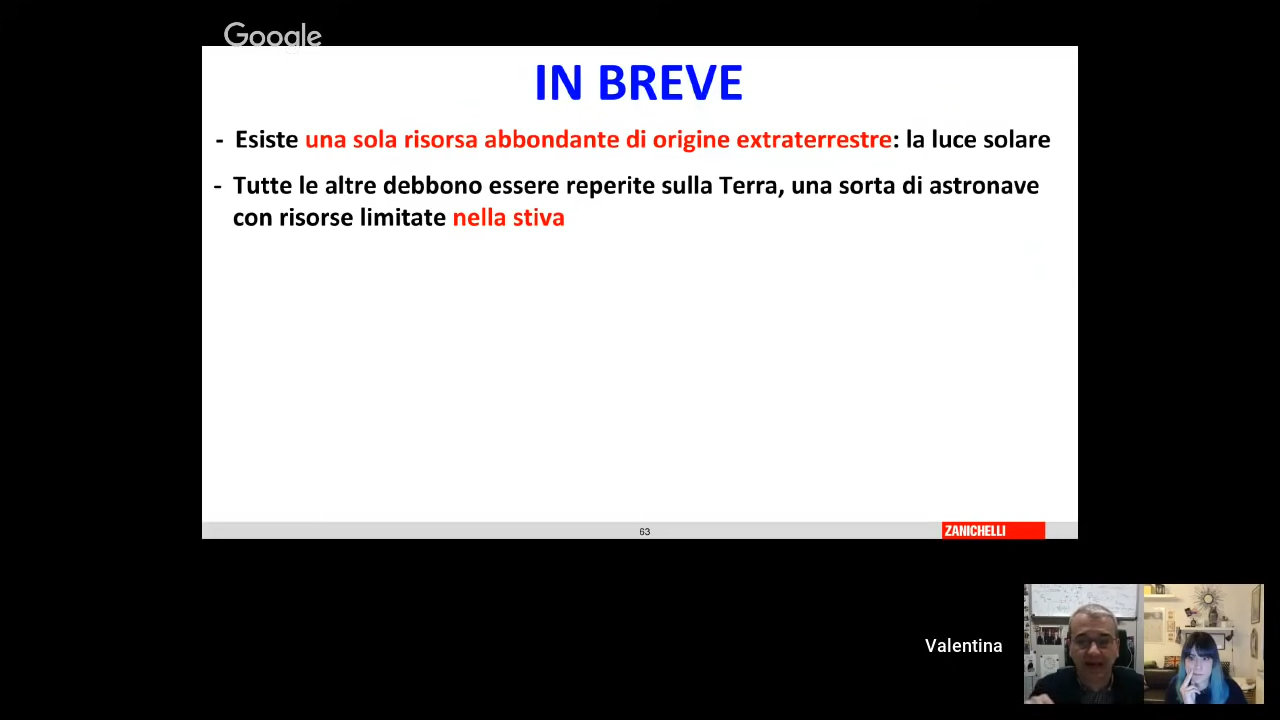 Google
IN BREVE
- Esiste una sola risorsa abbondante di origine extraterrestre: la luce solare
- Tutte le altre debbono essere reperite sulla Terra, una sorta di astronave
con risorse limitate nella stiva
63
ZANICHELLI
Valentina